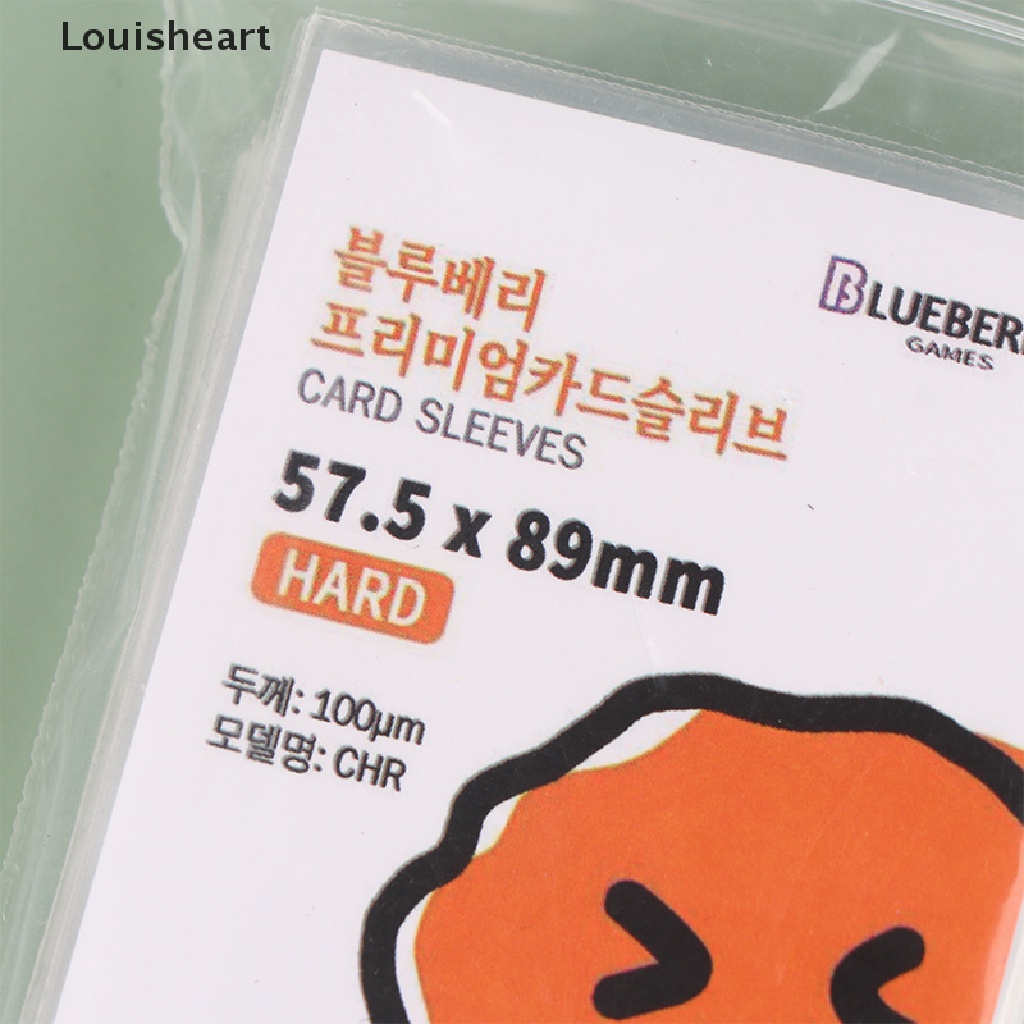 Louisheart
블루베리
프리미엄카드슬리브
CARD SLEEVES
57.5 x 89mm
HARD
두께: 100μm
모델명: CHR
BLUEBER
GAMES